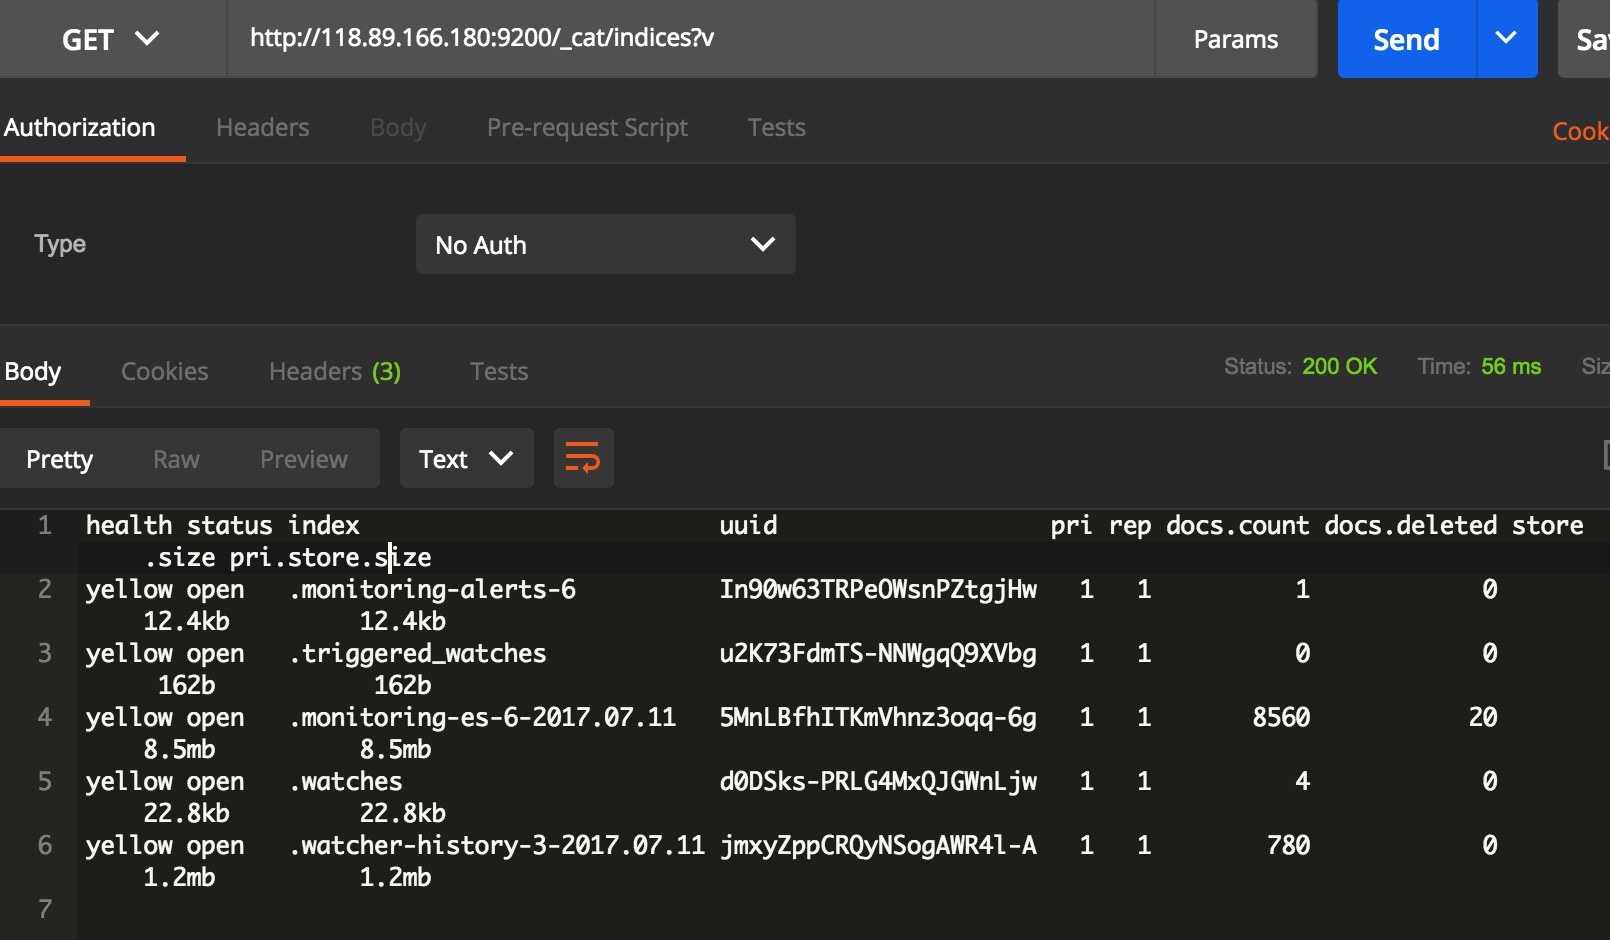 GET http://118.89.166.180:9200/_cat/indices?v Params Send
Authorization Headers Body Pre-request Script Tests
Type No Auth
Body Cookies Headers (3) Tests Status: 200 OK Time: 56 ms
Pretty Raw Preview Text
1 health status index uuid pri rep docs.count docs.deleted store
.size pri.store.size
2 yellow open .monitoring-alerts-6 In90w63TRPeOWsnPZtgjHw 1 1 1 0
12.4kb 12.4kb
3 yellow open .triggered_watches u2K73FdmTS-NNWgqQ9XVbg 1 1 0 0
162b 162b
4 yellow open .monitoring-es-6-2017.07.11 5MnLBfhITKmVhnz3oqq-6g 1 1 8560 20
8.5mb 8.5mb
5 yellow open .watches d0DSks-PRLG4MxQJGWnLjw 1 1 4 0
22.8kb 22.8kb
6 yellow open .watcher-history-3-2017.07.11 jmxyZppCRQyNSogAWR4l-A 1 1 780 0
1.2mb 1.2mb
7